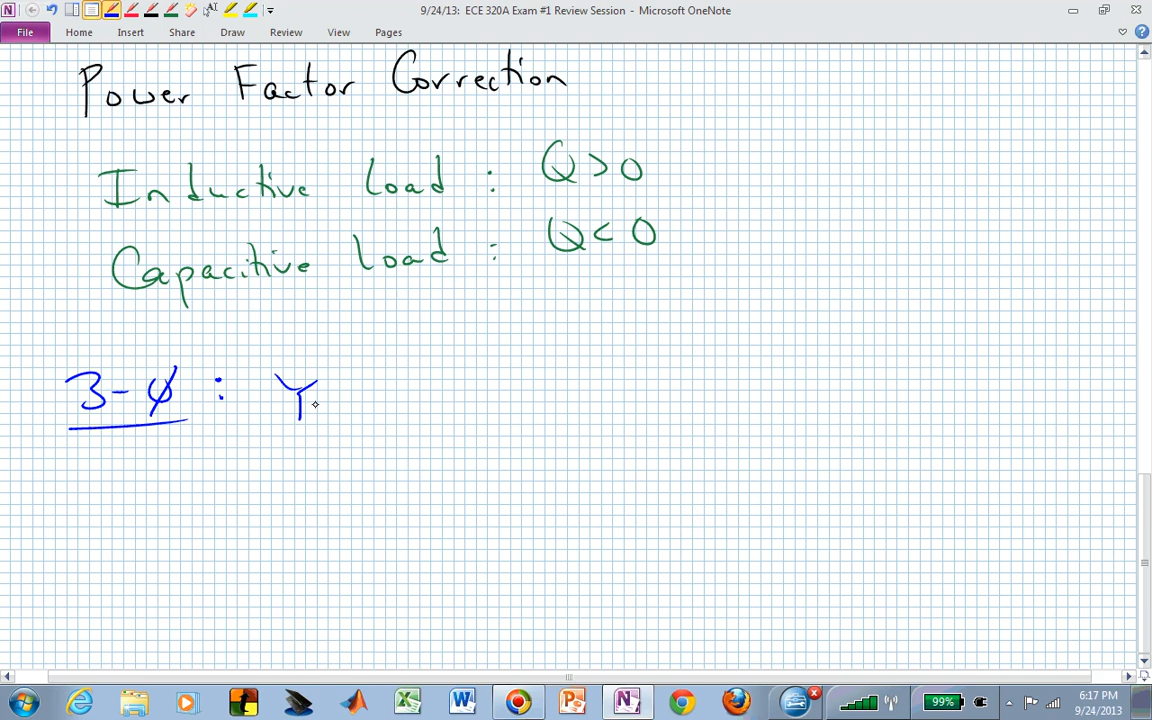 9/24/13: ECE 320A Exam #1 Review Session - Microsoft OneNote
File Home Insert Share Draw Review View Pages
Power Factor Correction
Inductive load : Q > 0
Capacitive load : Q < 0
3-ϕ : Y
99%
6:17 PM
9/24/2013